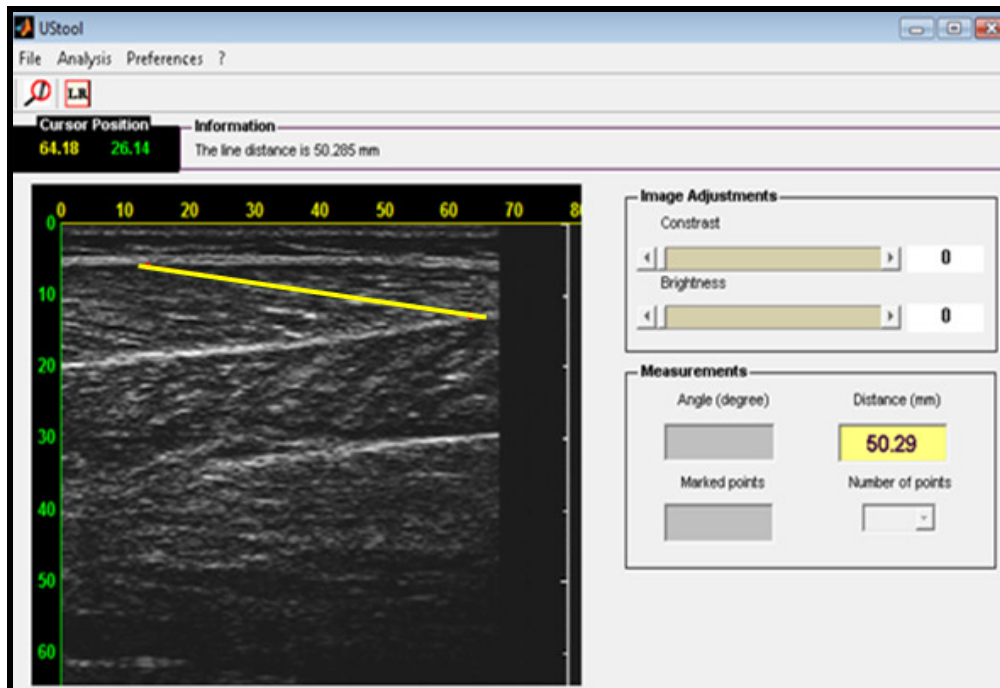 UStool
File Analysis Preferences ?
LR
Cursor Position
64.18 26.14
Information
The line distance is 50.285 mm
0 10 20 30 40 50 60 70 8
0
10
20
30
40
50
60
Image Adjustments
Constrast
0
Brightness
0
Measurements
Angle (degree) Distance (mm)
50.29
Marked points Number of points